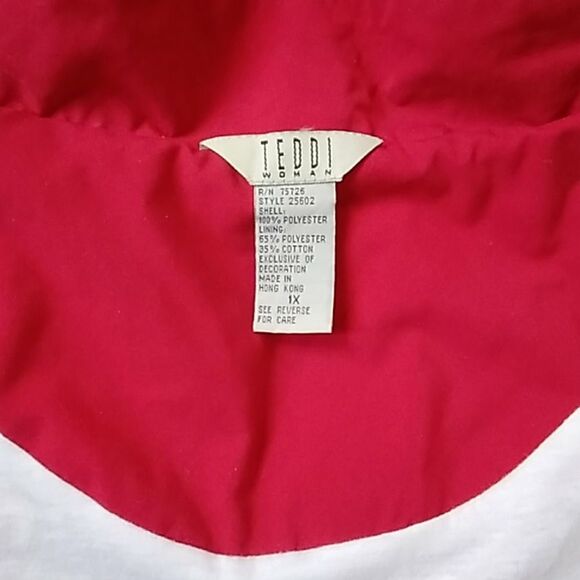 TEDDI
WOMAN
R/N 75726
STYLE 25602
SHELL:
100% POLYESTER
LINING:
65% POLYESTER
35% COTTON
EXCLUSIVE OF
DECORATION
MADE IN
HONG KONG
1X
SEE REVERSE
FOR CARE